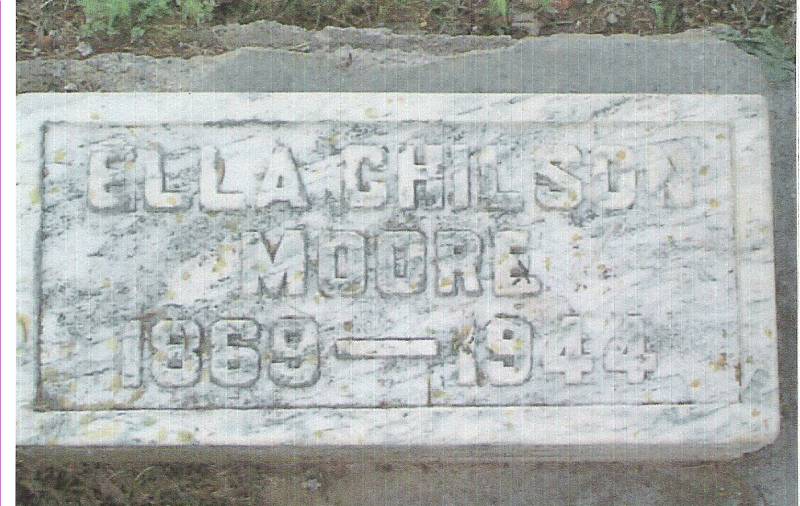 ELLA CHILSON
MOORE
1869 — 1944